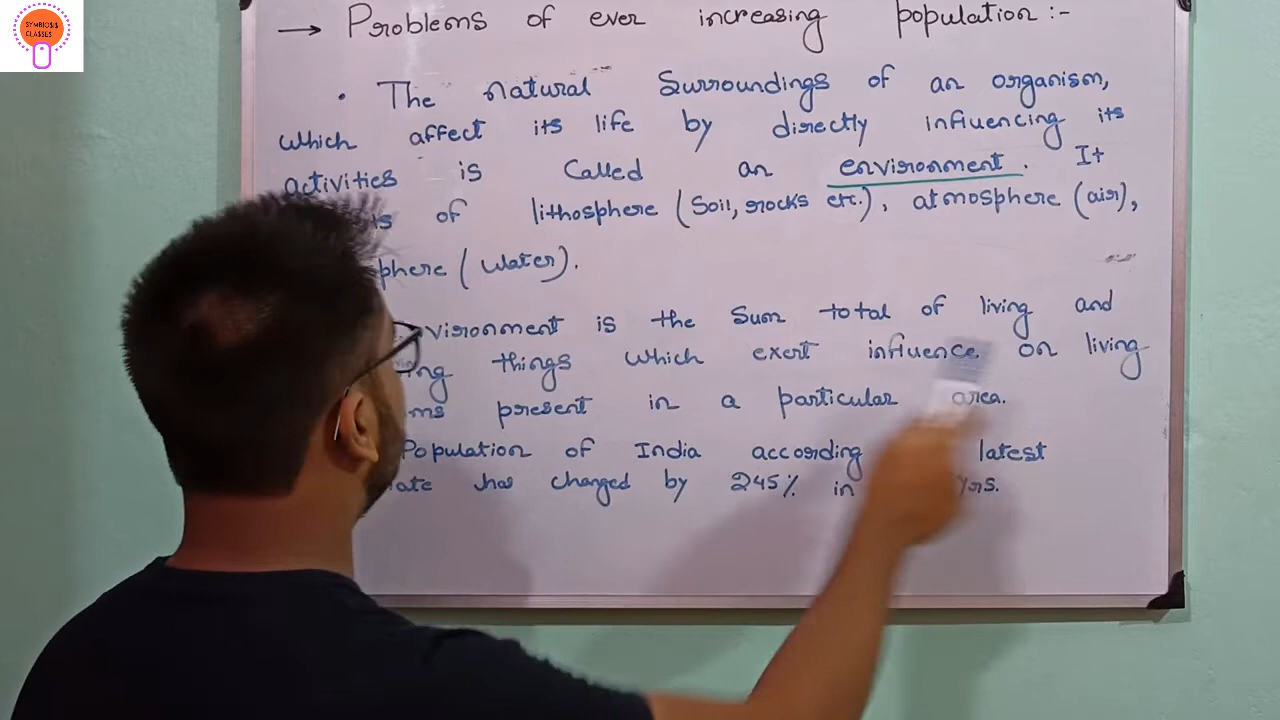 SYMBIOSIS
CLASSES
→ Problems of ever increasing population :-
• The natural surroundings of an organism,
which affect its life by directly influencing its
activities is called an environment. It
of lithosphere (soil, rocks etc.), atmosphere (air),
(water).
is the sum total of living and
things which exert influence on living
present in a particular area.
Population of India according latest
has changed by 245% in yrs.